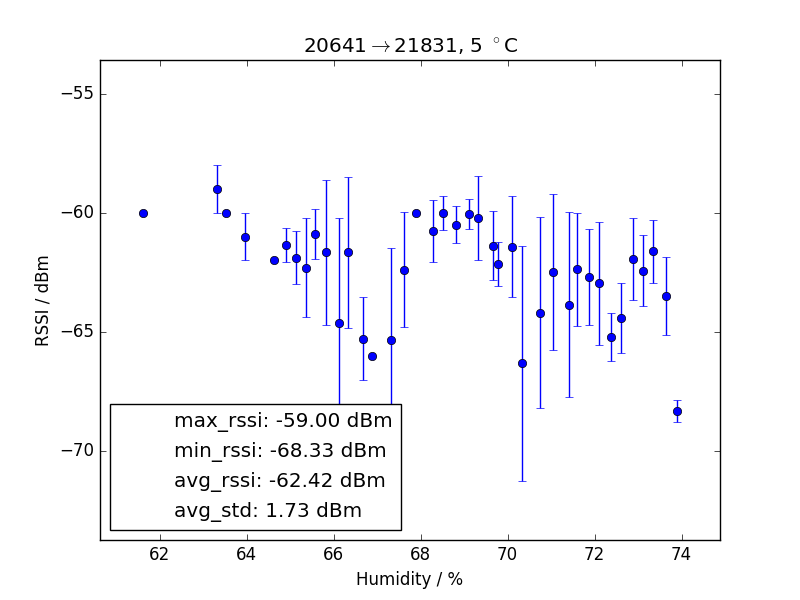 20641→21831, 5 °C
−55
−60
−65
−70
RSSI / dBm
max_rssi: -59.00 dBm
min_rssi: -68.33 dBm
avg_rssi: -62.42 dBm
avg_std: 1.73 dBm
62 64 66 68 70 72 74
Humidity / %